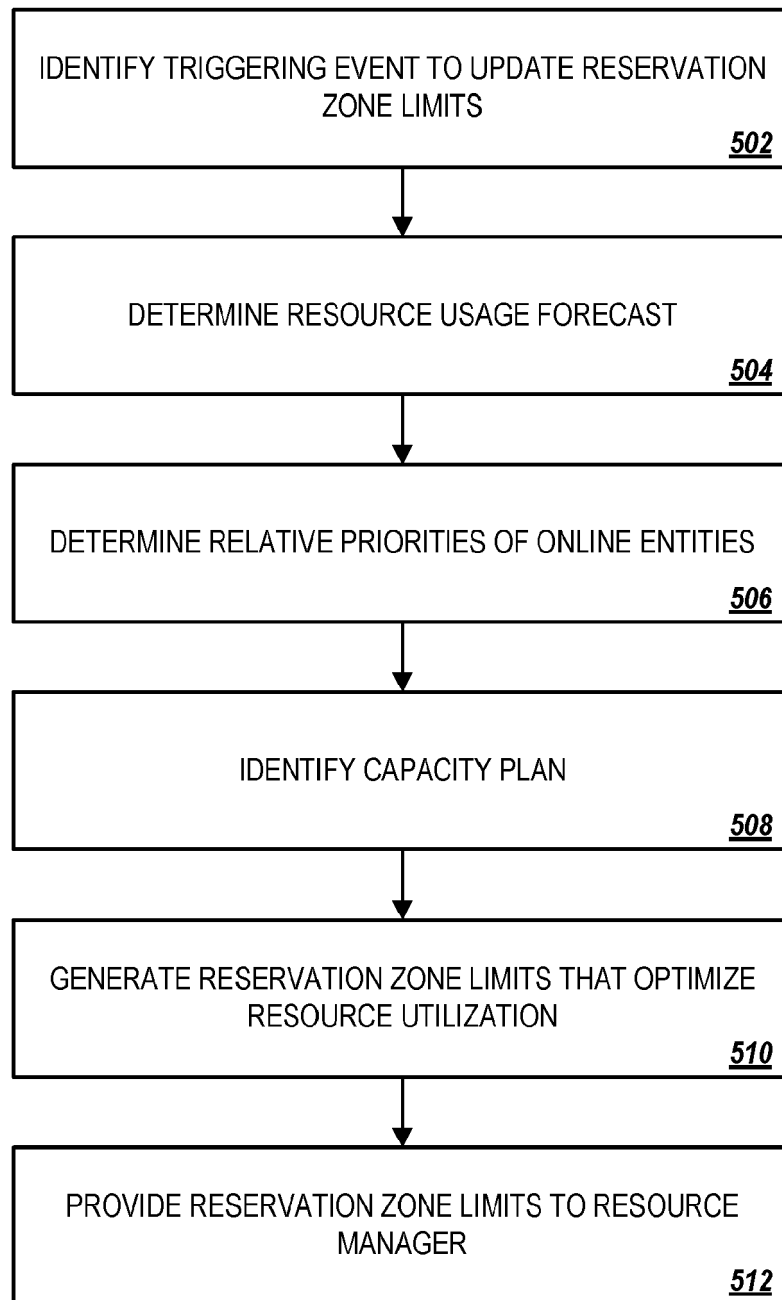 IDENTIFY TRIGGERING EVENT TO UPDATE RESERVATION
ZONE LIMITS
502
DETERMINE RESOURCE USAGE FORECAST
504
DETERMINE RELATIVE PRIORITIES OF ONLINE ENTITIES
506
IDENTIFY CAPACITY PLAN
508
GENERATE RESERVATION ZONE LIMITS THAT OPTIMIZE
RESOURCE UTILIZATION
510
PROVIDE RESERVATION ZONE LIMITS TO RESOURCE
MANAGER
512